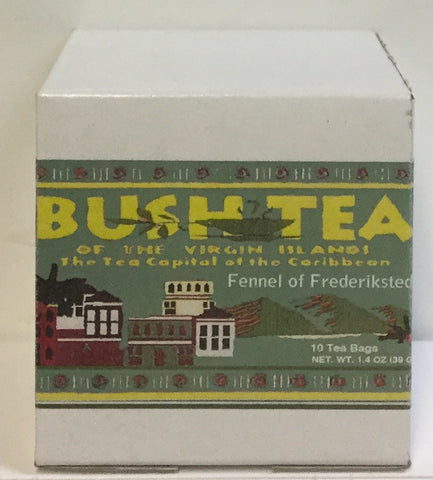 BUSH TEA
OF THE VIRGIN ISLANDS
The Tea Capital of the Caribbean
Fennel of Frederiksted
10 Tea Bags
NET. WT. 1.4 OZ (39 G